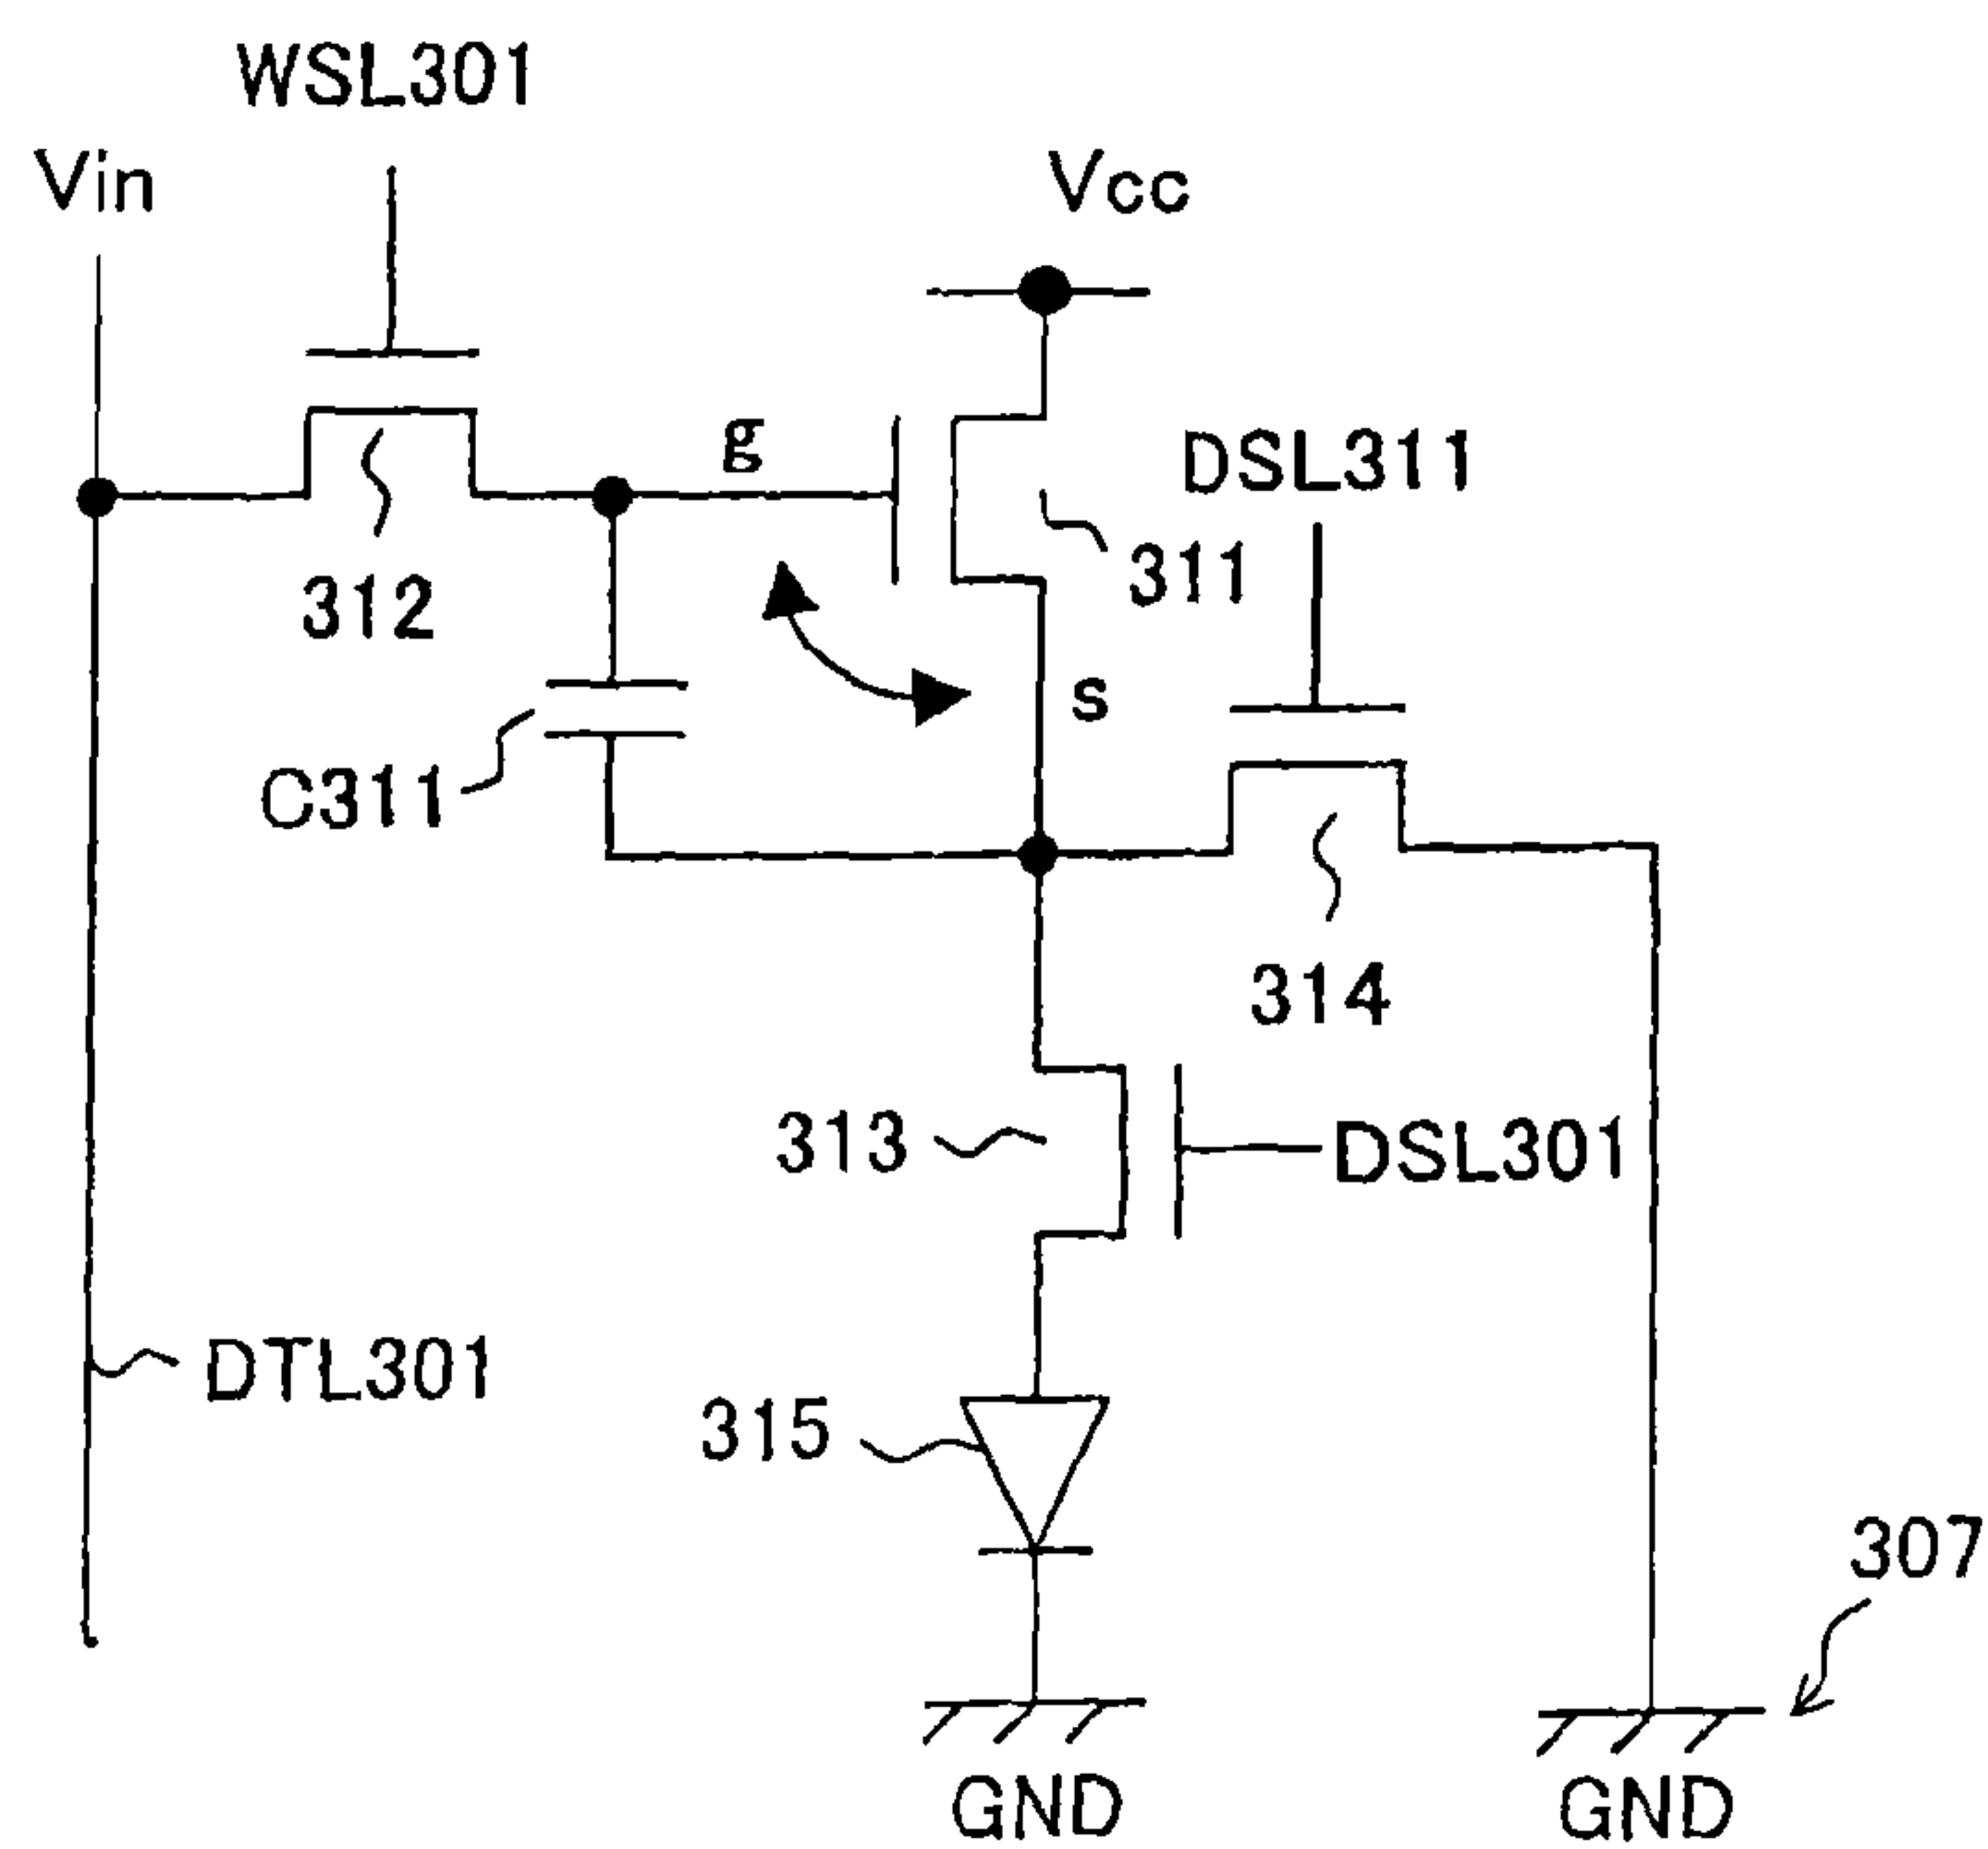 WSL301
Vin
Vcc
g
DSL311
311
312
s
C311
314
313
DSL301
DTL301
315
307
GND
GND